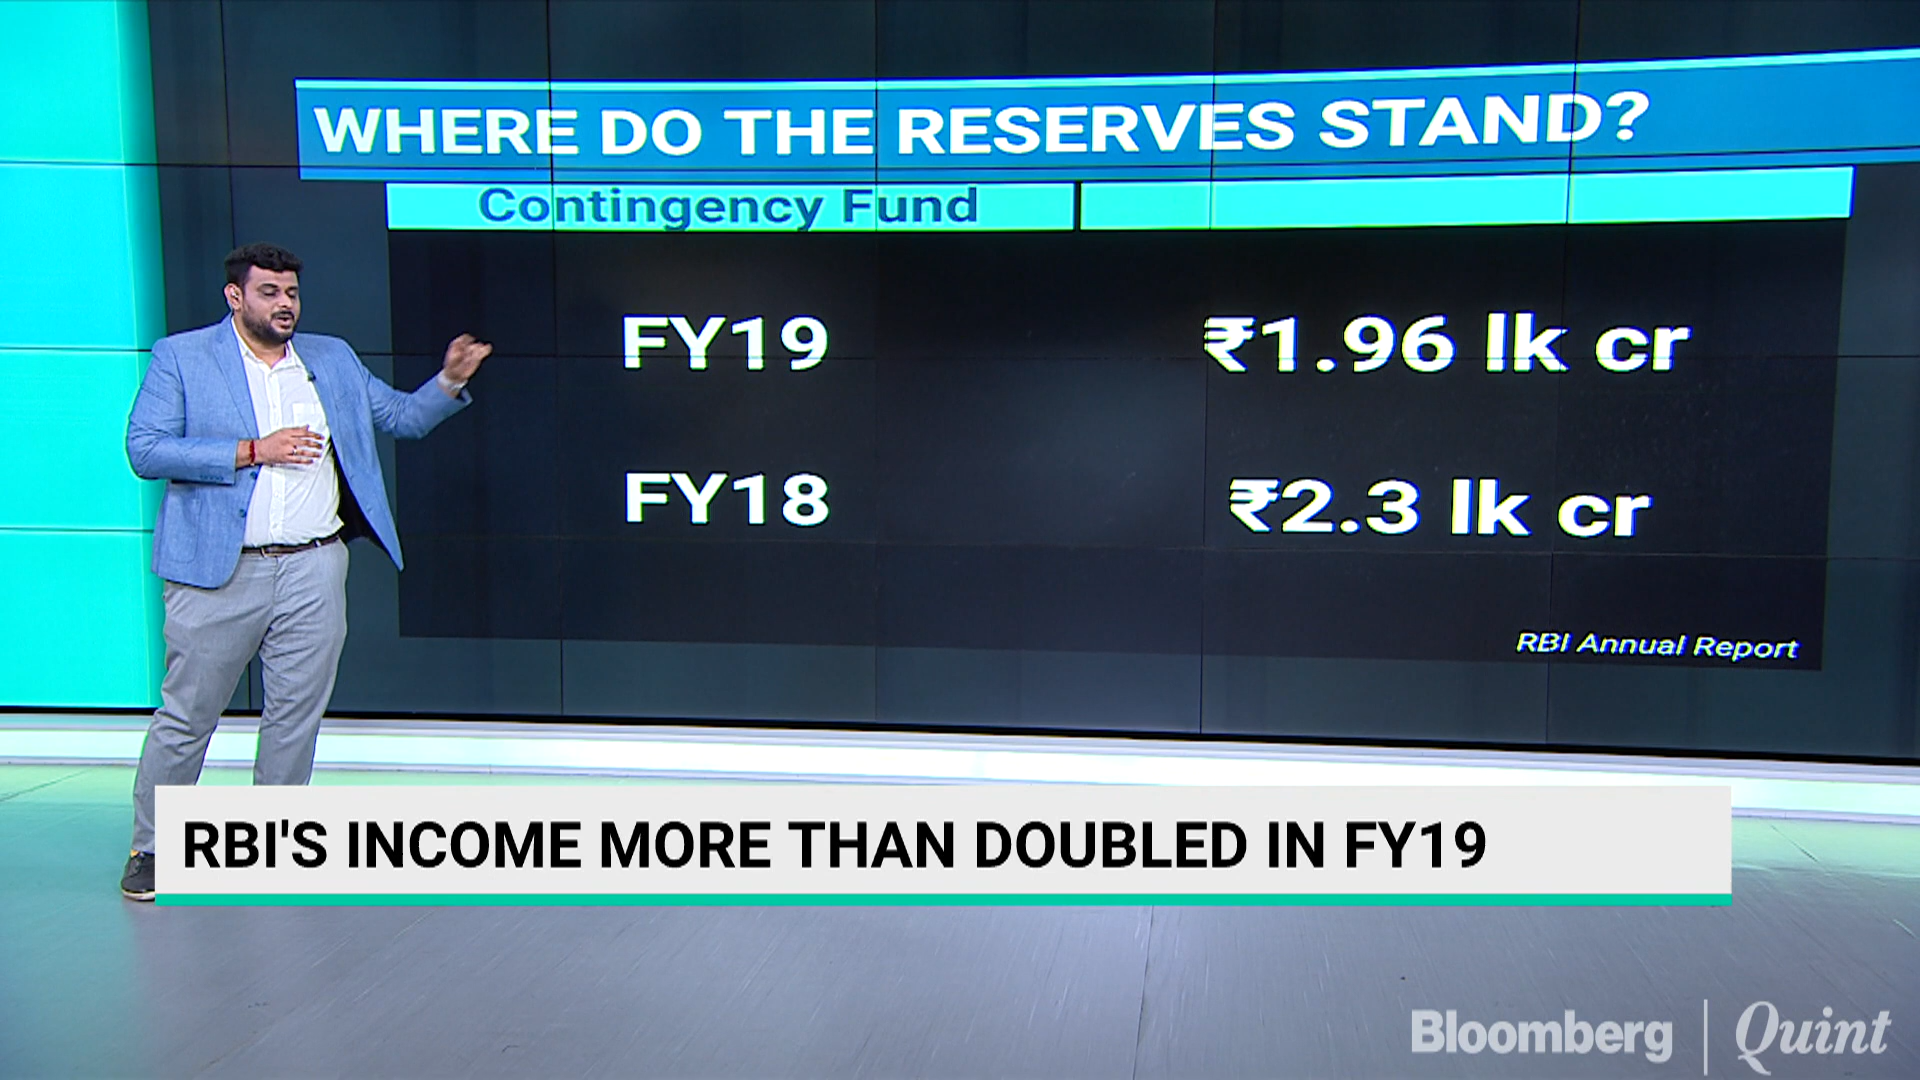 WHERE DO THE RESERVES STAND?
Contingency Fund
FY19 ₹1.96 lk cr
FY18 ₹2.3 lk cr
RBI Annual Report
RBI'S INCOME MORE THAN DOUBLED IN FY19
Bloomberg | Quint